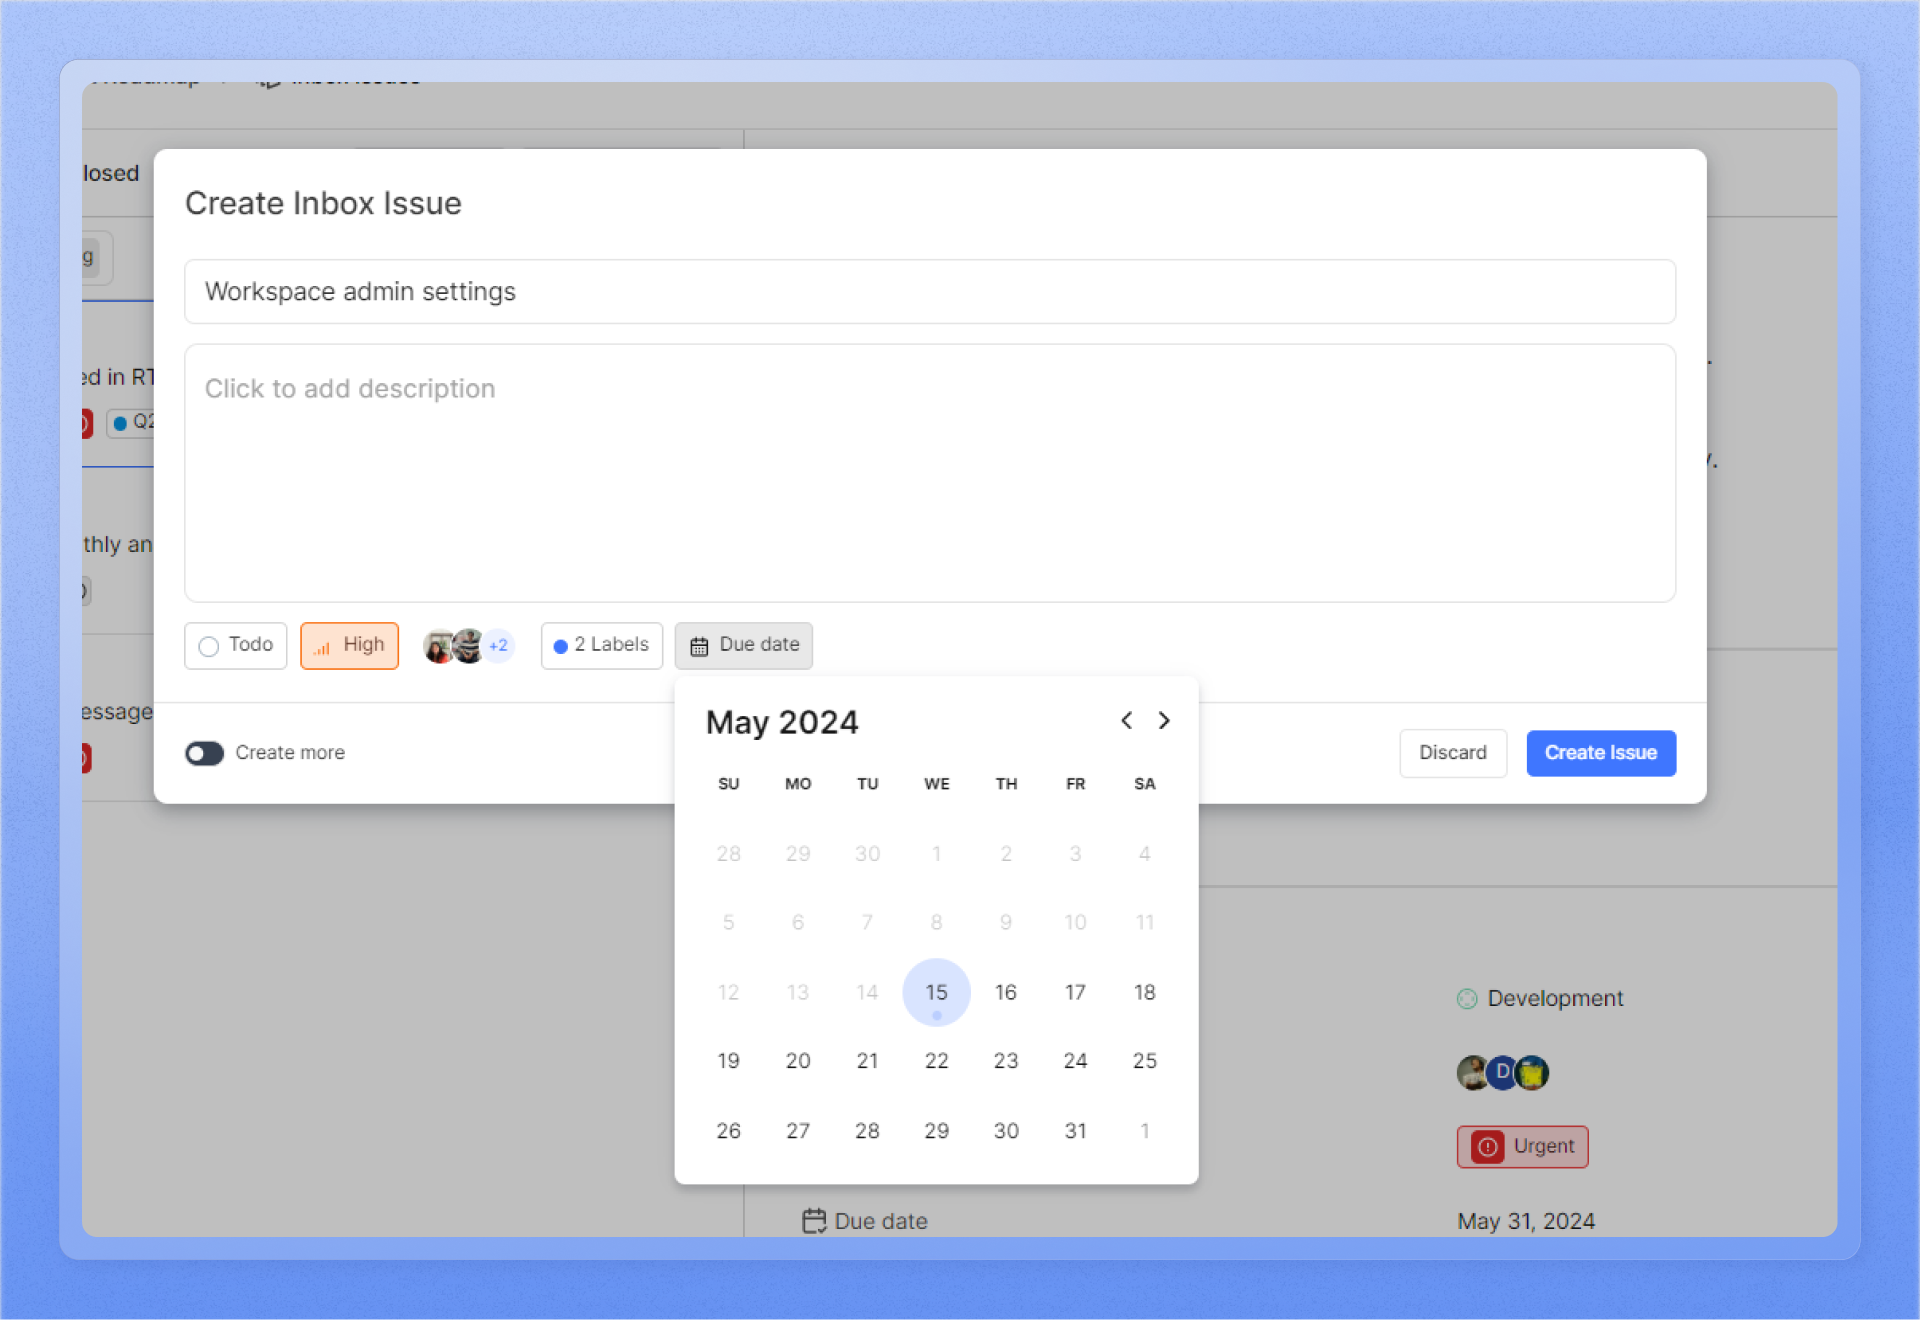 Inbox Issues
losed
Create Inbox Issue
g
Workspace admin settings
ed in RT
Click to add description
Q2
thly an
Todo
High
+2
2 Labels
Due date
essage
Create more
May 2024
Discard
Create Issue
SU MO TU WE TH FR SA
28 29 30 1 2 3 4
5 6 7 8 9 10 11
12 13 14 15 16 17 18
19 20 21 22 23 24 25
26 27 28 29 30 31 1
Development
D
Urgent
Due date
May 31, 2024